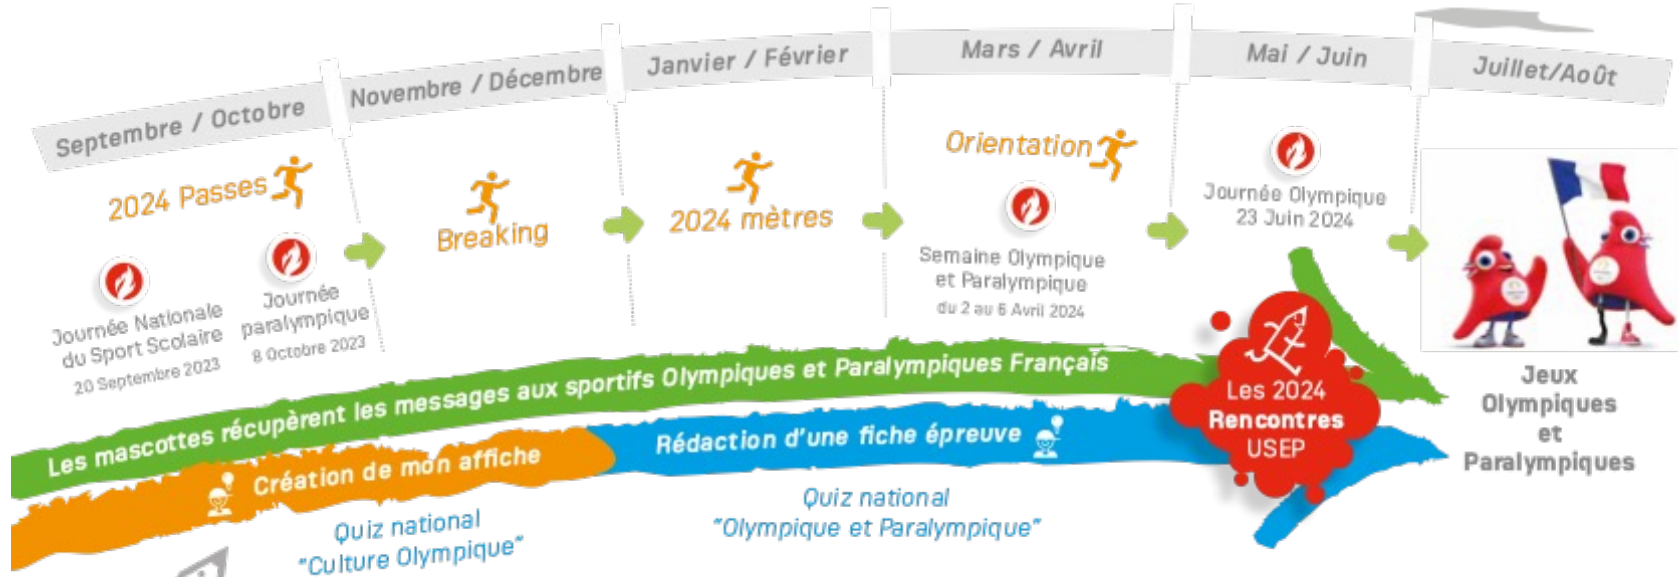 Septembre / Octobre
Novembre / Décembre
Janvier / Février
Mars / Avril
Mai / Juin
Juillet/Août
2024 Passes
Journée Nationale
du Sport Scolaire
20 Septembre 2023
Journée
paralympique
8 Octobre 2023
Breaking
2024 mètres
Orientation
Semaine Olympique
et Paralympique
du 2 au 6 Avril 2024
Journée Olympique
23 Juin 2024
Jeux
Olympiques
et
Paralympiques
Les mascottes récupèrent les messages aux sportifs Olympiques et Paralympiques Français
Création de mon affiche
Rédaction d'une fiche épreuve
Les 2024
Rencontres
USEP
Quiz national
"Culture Olympique"
Quiz national
"Olympique et Paralympique"